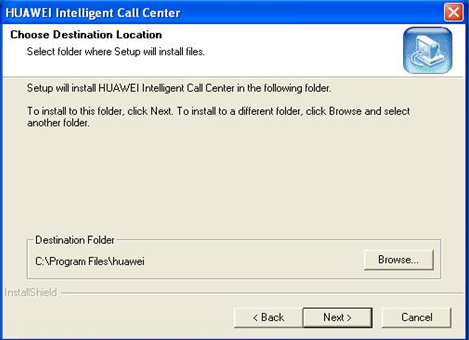 HUAWEI Intelligent Call Center
Choose Destination Location
Select folder where Setup will install files.
Setup will install HUAWEI Intelligent Call Center in the following folder.
To install to this folder, click Next. To install to a different folder, click Browse and select
another folder.
Destination Folder
C:\Program Files\huawei
Browse...
InstallShield
< Back
Next >
Cancel